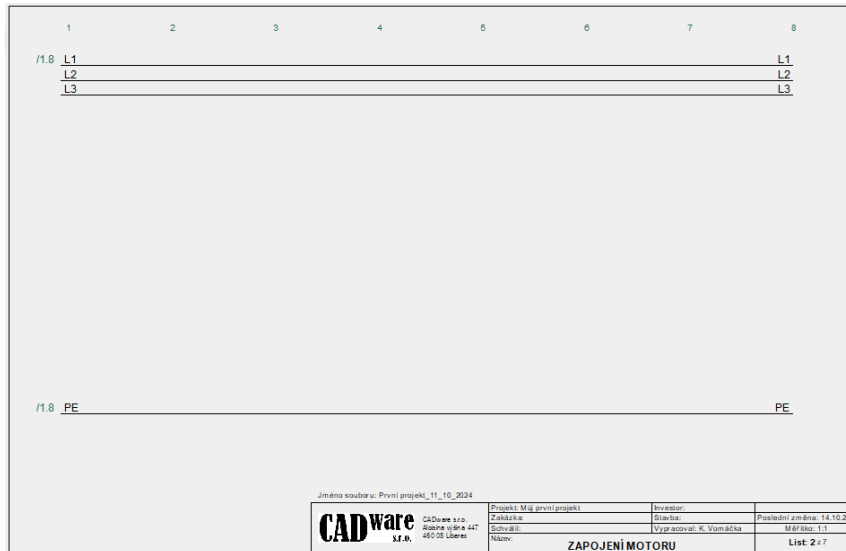 1 2 3 4 5 6 7 8
/1.8 L1 L1
L2 L2
L3 L3
/1.8 PE PE
Jméno souboru: První projekt_11_10_2024
CADware s.r.o.
CADware s.r.o.
Aloisina výšina 447
460 05 Liberec
Projekt: Můj první projekt Investor:
Zakázka: Stavba: Poslední změna: 14.10.2
Schválil: Vypracoval: K. Vomáčka Měřítko: 1:1
Název: ZAPOJENÍ MOTORU List: 2 z 7